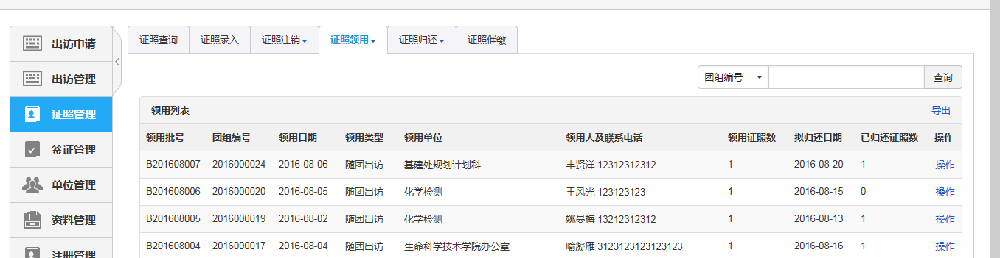 出访申请
出访管理
证照管理
签证管理
单位管理
资料管理
注册管理
证照查询 证照录入 证照注销 证照领用 证照归还 证照催缴
团组编号 查询
领用列表 导出
领用批号 团组编号 领用日期 领用类型 领用单位 领用人及联系电话 领用证照数 拟归还日期 已归还证照数 操作
B201608007 2016000024 2016-08-06 随团出访 基建处规划计划科 丰贤洋 12312312312 1 2016-08-20 1 操作
B201608006 2016000020 2016-08-05 随团出访 化学检测 王风光 123123123 1 2016-08-15 0 操作
B201608005 2016000019 2016-08-02 随团出访 化学检测 姚晏梅 13212312312 1 2016-08-13 1 操作
B201608004 2016000017 2016-08-04 随团出访 生命科学技术学院办公室 喻凝雁 3123123123123123 1 2016-08-16 1 操作